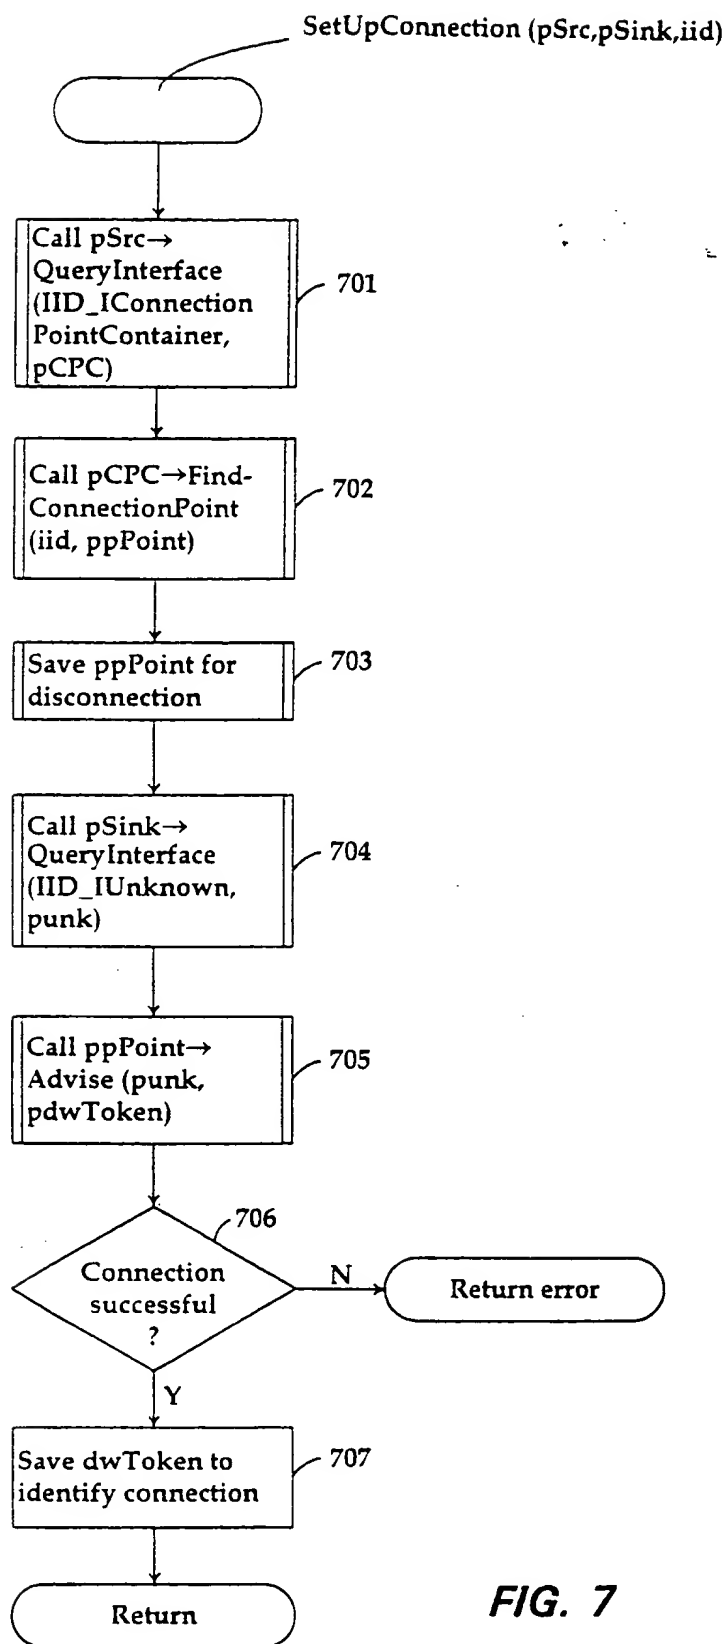 SetUpConnection (pSrc,pSink,iid)
Call pSrc→
QueryInterface
(IID_IConnection
PointContainer,
pCPC)
701
Call pCPC→Find-
ConnectionPoint
(iid, ppPoint)
702
Save ppPoint for
disconnection
703
Call pSink→
QueryInterface
(IID_IUnknown,
punk)
704
Call ppPoint→
Advise (punk,
pdwToken)
705
706
Connection
successful
?
N
Return error
Y
Save dwToken to
identify connection
707
Return
FIG. 7